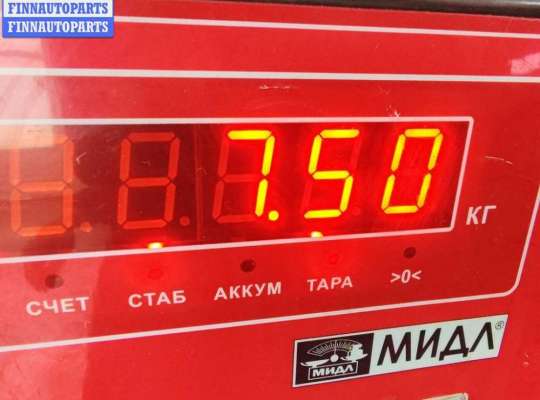 FINNAUTOPARTS
FINNAUTOPARTS
7.50
КГ
СЧЕТ СТАБ АККУМ ТАРА >0<
МИДЛ МИДЛ®